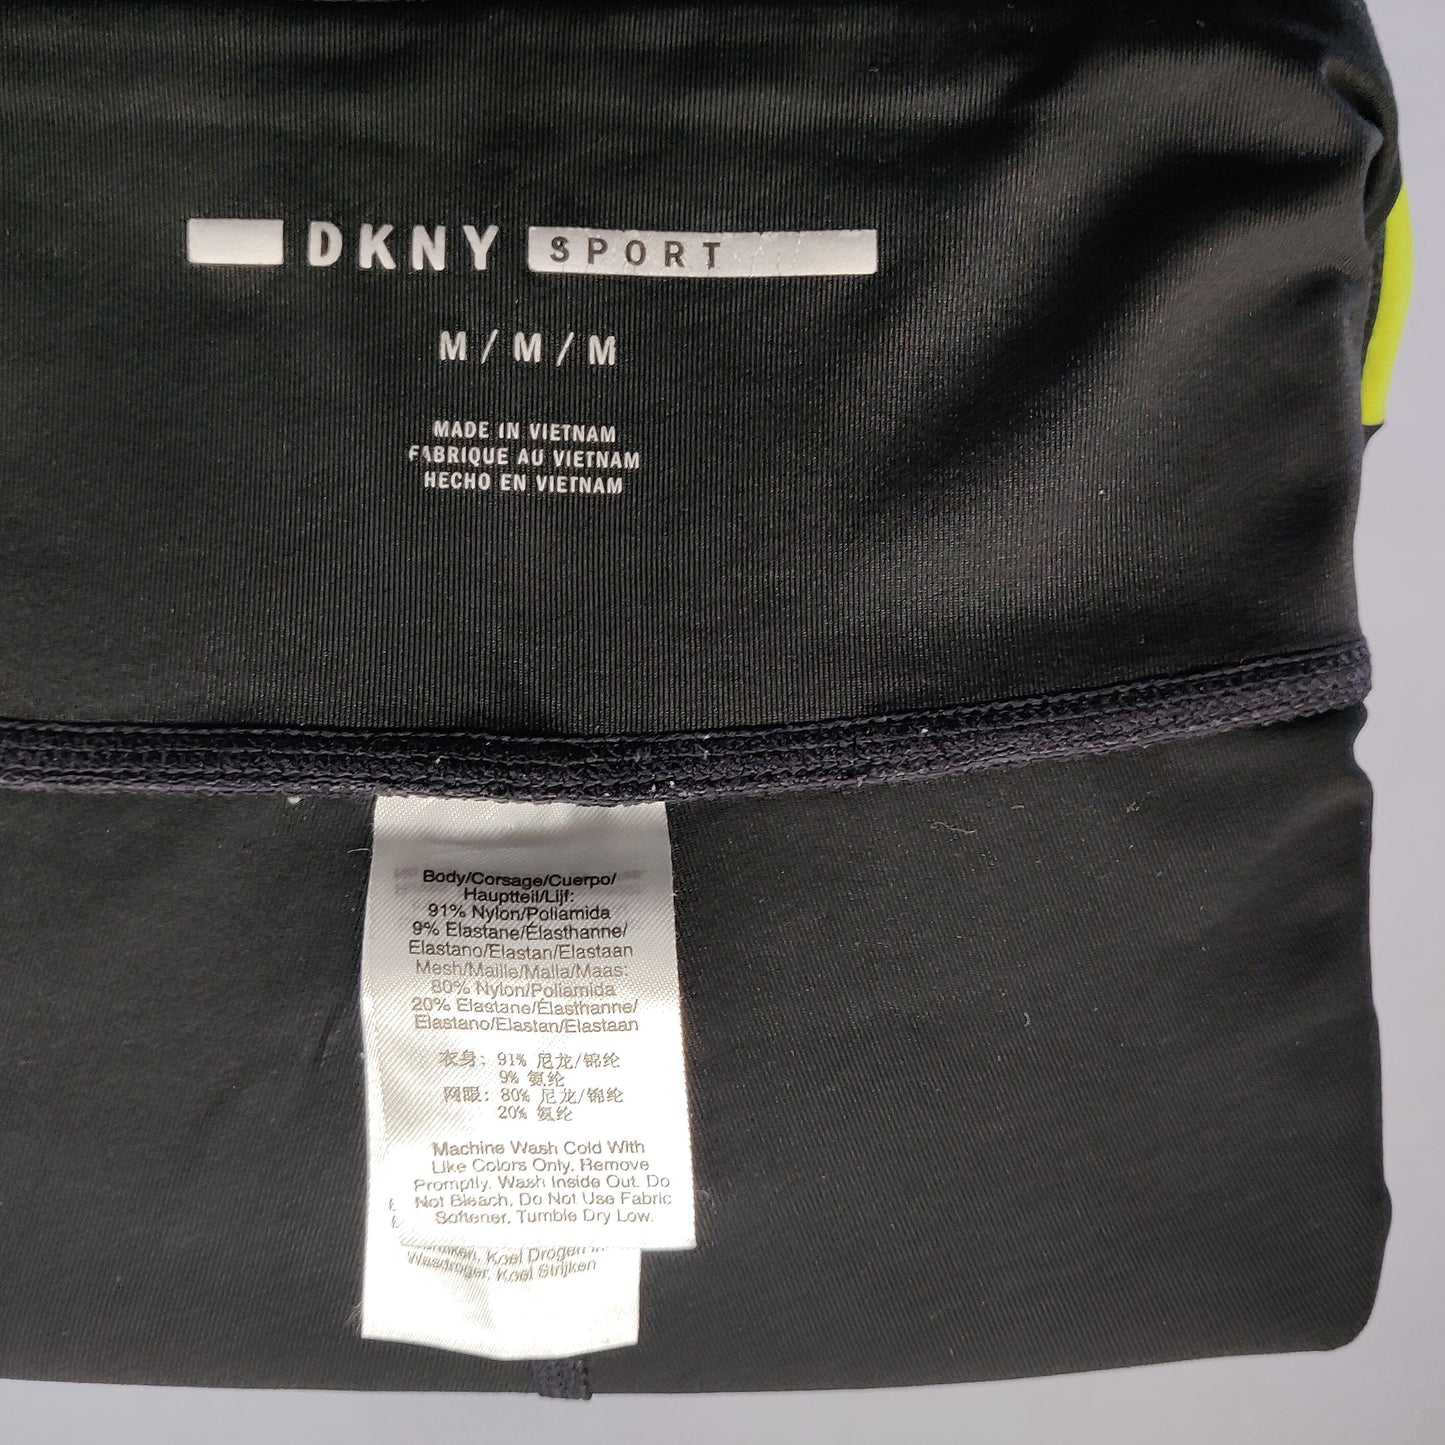 DKNY SPORT
M/M/M
MADE IN VIETNAM
FABRIQUE AU VIETNAM
HECHO EN VIETNAM
Body/Corsage/Cuerpo/
Hauptteil/Lijf:
91% Nylon/Poliamida
9% Elastane/Élasthanne/
Elastano/Elastan/Elastaan
Mesh/Maille/Malla/Maas:
80% Nylon/Poliamida
20% Elastane/Élasthanne/
Elastano/Elastan/Elastaan
衣身: 91% 尼龙/锦纶
9% 氨纶
网眼: 80% 尼龙/锦纶
20% 氨纶
Machine Wash Cold With
Like Colors Only. Remove
Promptly. Wash Inside Out. Do
Not Bleach. Do Not Use Fabric
Softener. Tumble Dry Low.
Koel Drogen in
Wasdroger. Koel Strijken